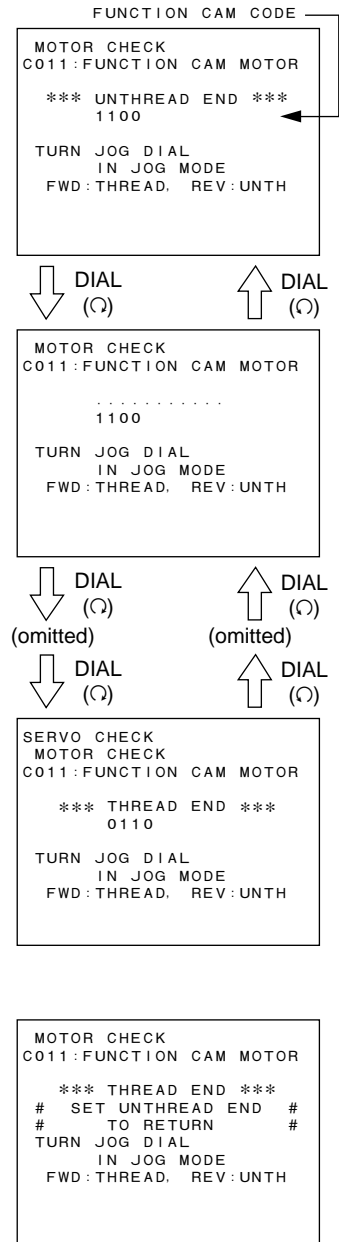 FUNCTION CAM CODE
MOTOR CHECK
C011:FUNCTION CAM MOTOR
*** UNTHREAD END ***
1100
TURN JOG DIAL
IN JOG MODE
FWD:THREAD, REV:UNTH
DIAL DIAL
(↻) (↺)
MOTOR CHECK
C011:FUNCTION CAM MOTOR
...........
1100
TURN JOG DIAL
IN JOG MODE
FWD:THREAD, REV:UNTH
DIAL DIAL
(↻) (↺)
(omitted) (omitted)
DIAL DIAL
(↻) (↺)
SERVO CHECK
MOTOR CHECK
C011:FUNCTION CAM MOTOR
*** THREAD END ***
0110
TURN JOG DIAL
IN JOG MODE
FWD:THREAD, REV:UNTH
MOTOR CHECK
C011:FUNCTION CAM MOTOR
*** THREAD END ***
# SET UNTHREAD END #
# TO RETURN #
TURN JOG DIAL
IN JOG MODE
FWD:THREAD, REV:UNTH